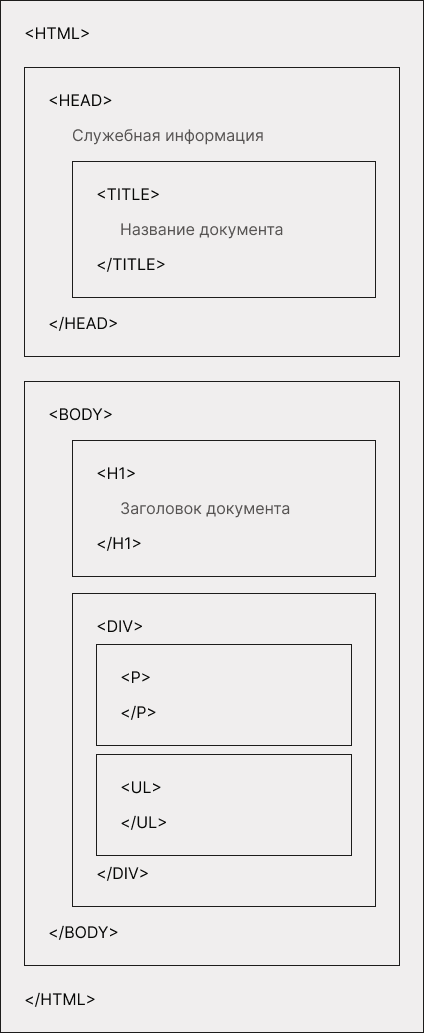 <HTML>
<HEAD>
Служебная информация
<TITLE>
Название документа
</TITLE>
</HEAD>
<BODY>
<H1>
Заголовок документа
</H1>
<DIV>
<P>
</P>
<UL>
</UL>
</DIV>
</BODY>
</HTML>